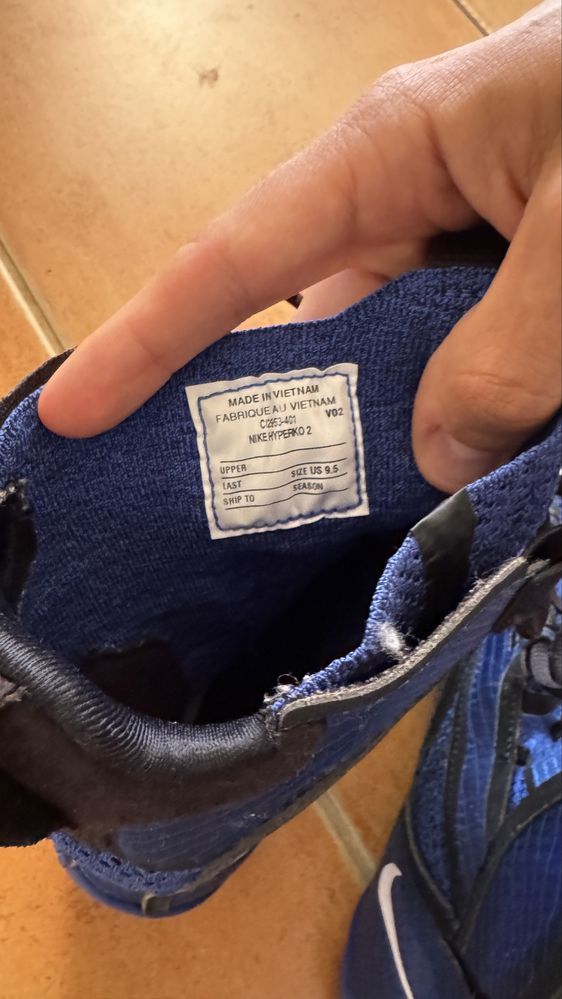 MADE IN VIETNAM
FABRIQUE AU VIETNAM
CI2953-401 V02
NIKE HYPERKO 2
UPPER
LAST SIZE US 9.5
SHIP TO SEASON